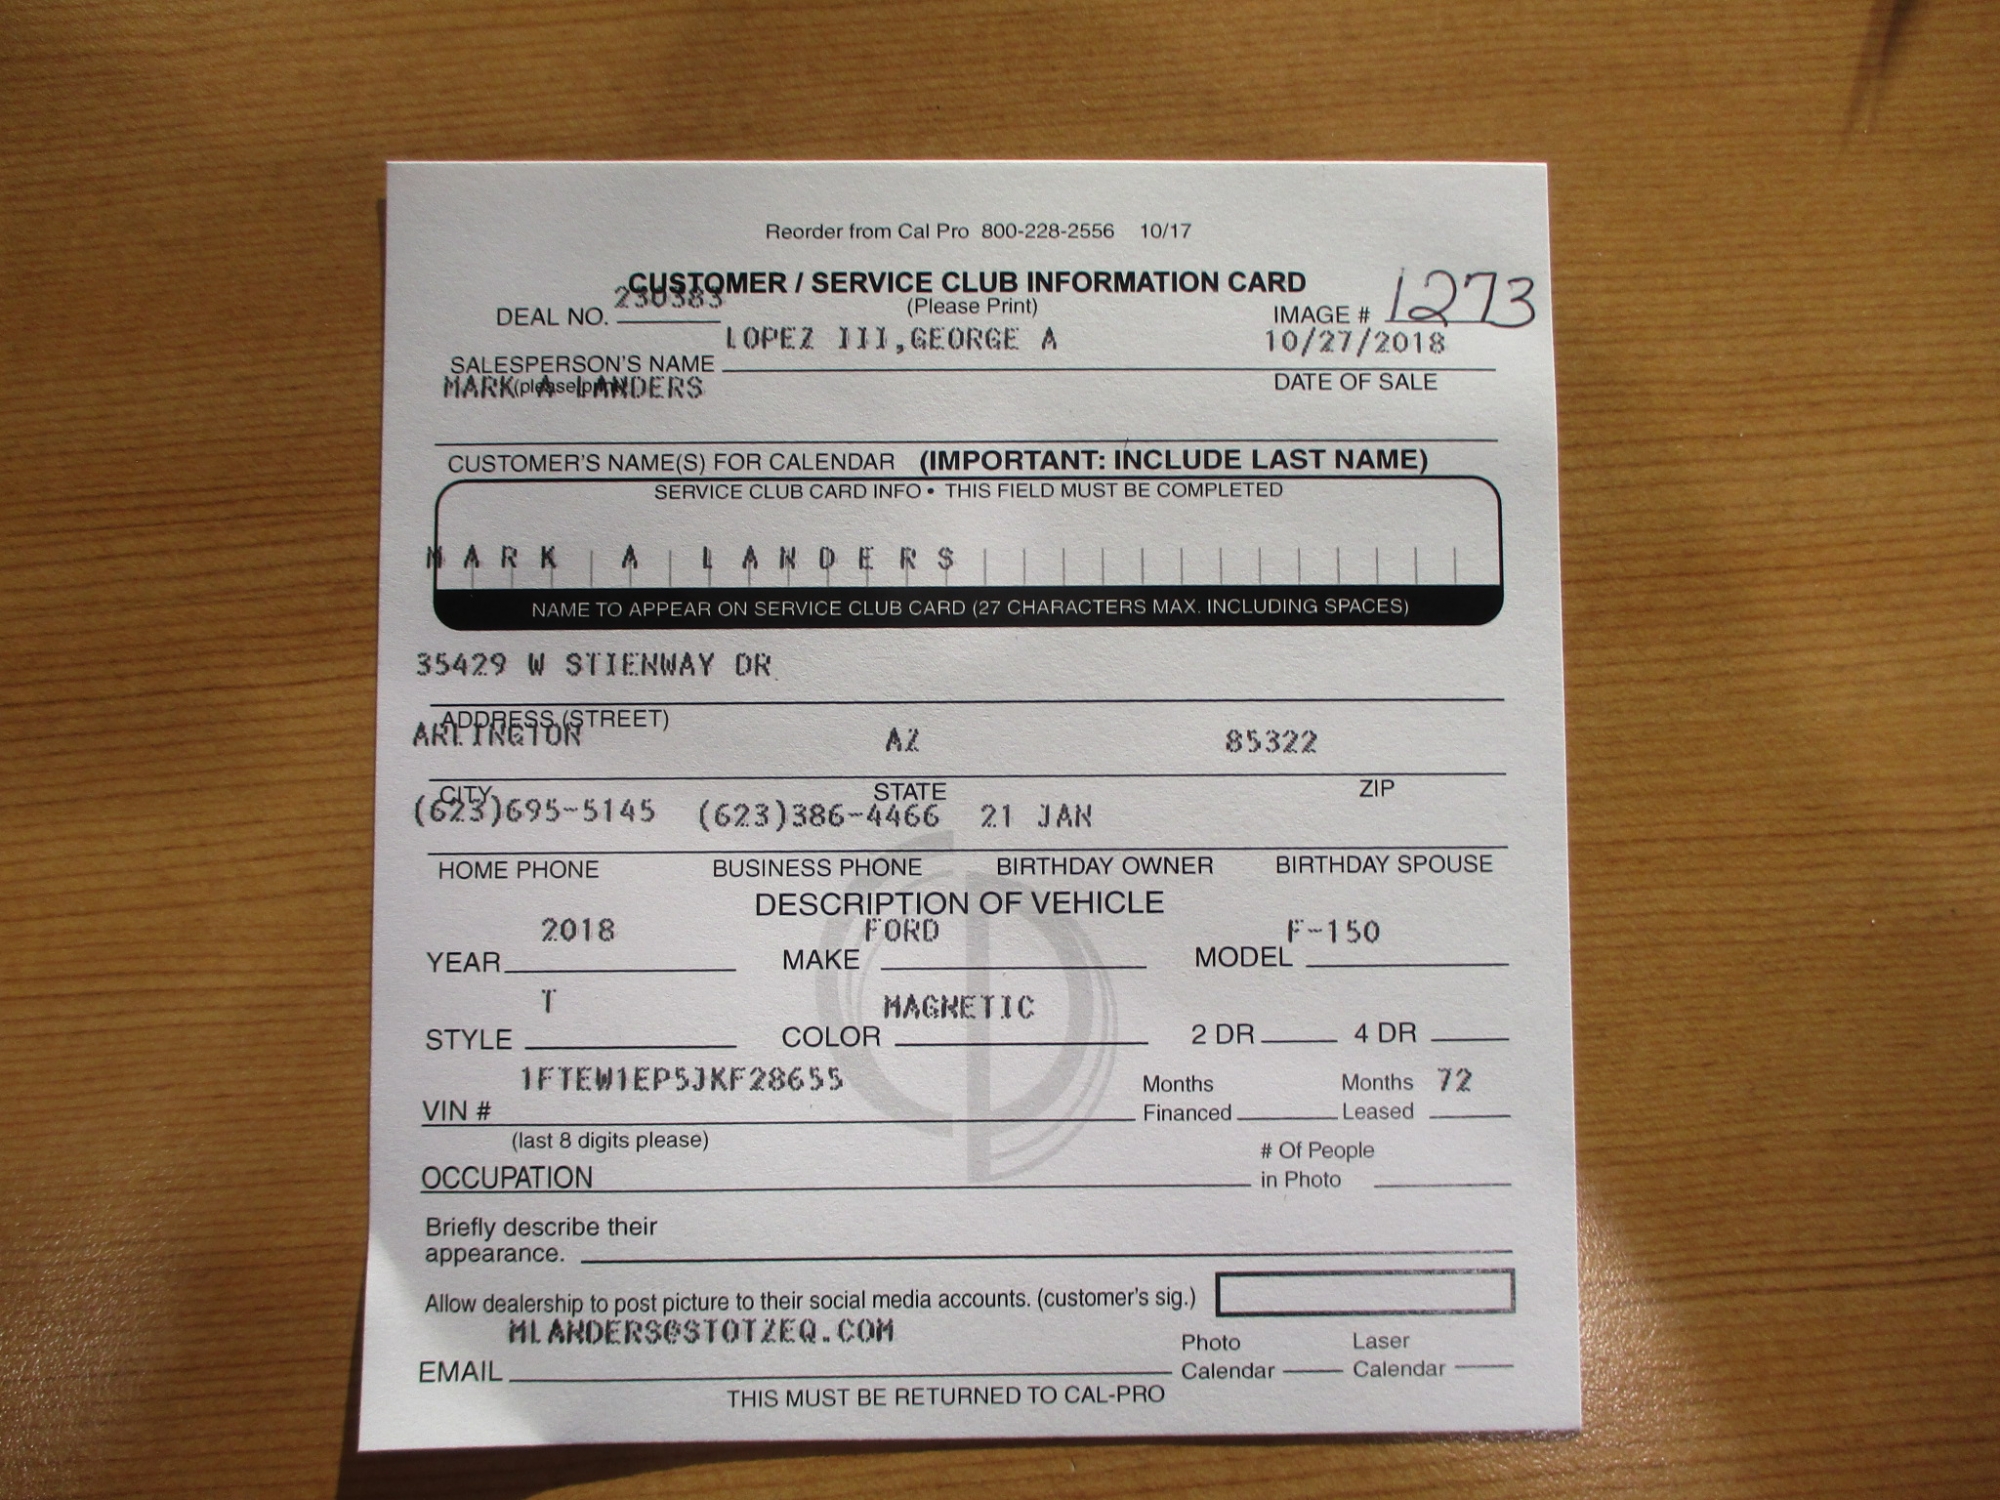 Reorder from Cal Pro 800-228-2556 10/17
CUSTOMER / SERVICE CLUB INFORMATION CARD
DEAL NO. 230383 (Please Print) IMAGE # 1273
LOPEZ III,GEORGE A 10/27/2018
SALESPERSON'S NAME DATE OF SALE
(please print)
MARK A LANDERS
CUSTOMER'S NAME(S) FOR CALENDAR (IMPORTANT: INCLUDE LAST NAME)
SERVICE CLUB CARD INFO • THIS FIELD MUST BE COMPLETED
MARK A LANDERS
NAME TO APPEAR ON SERVICE CLUB CARD (27 CHARACTERS MAX. INCLUDING SPACES)
35429 W STIENWAY DR
ADDRESS (STREET)
ARLINGTON AZ 85322
CITY STATE ZIP
(623)695-5145 (623)386-4466 21 JAN
HOME PHONE BUSINESS PHONE BIRTHDAY OWNER BIRTHDAY SPOUSE
DESCRIPTION OF VEHICLE
2018 FORD F-150
YEAR MAKE MODEL
T MAGNETIC
STYLE COLOR 2 DR 4 DR
1FTEW1EP5JKF28655 Months Months 72
VIN # Financed Leased
(last 8 digits please) # Of People
OCCUPATION in Photo
Briefly describe their
appearance.
Allow dealership to post picture to their social media accounts. (customer's sig.)
MLANDERS@STOTZEQ.COM Photo Laser
EMAIL Calendar Calendar
THIS MUST BE RETURNED TO CAL-PRO